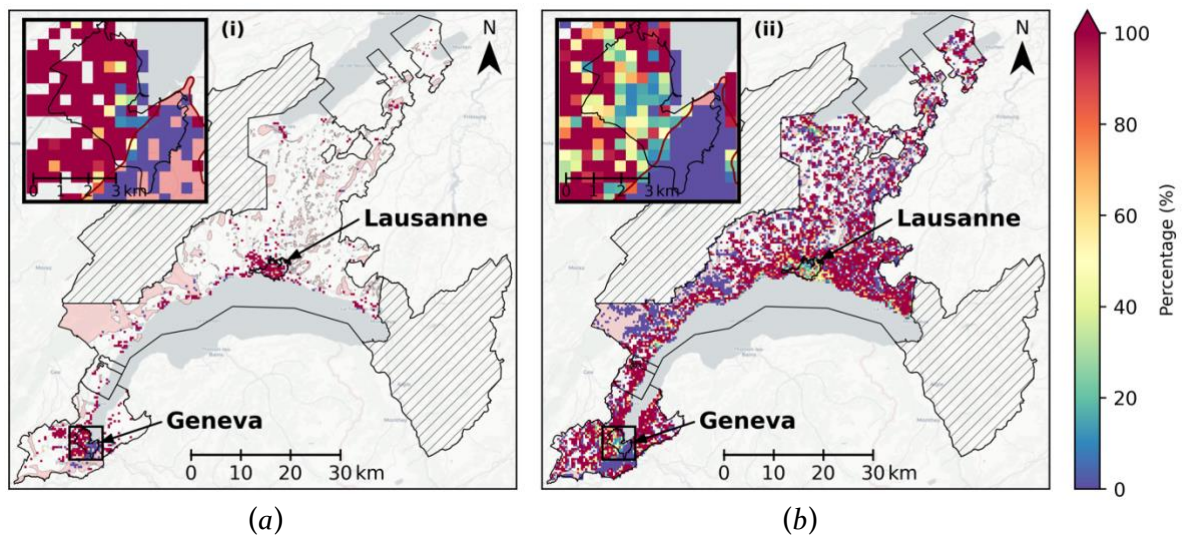 (i)
N
0 1 2 3 km
Lausanne
Geneva
0 10 20 30 km
(a)
(ii)
N
0 1 2 3 km
Lausanne
Geneva
0 10 20 30 km
(b)
100
80
60
40
20
0
Percentage (%)